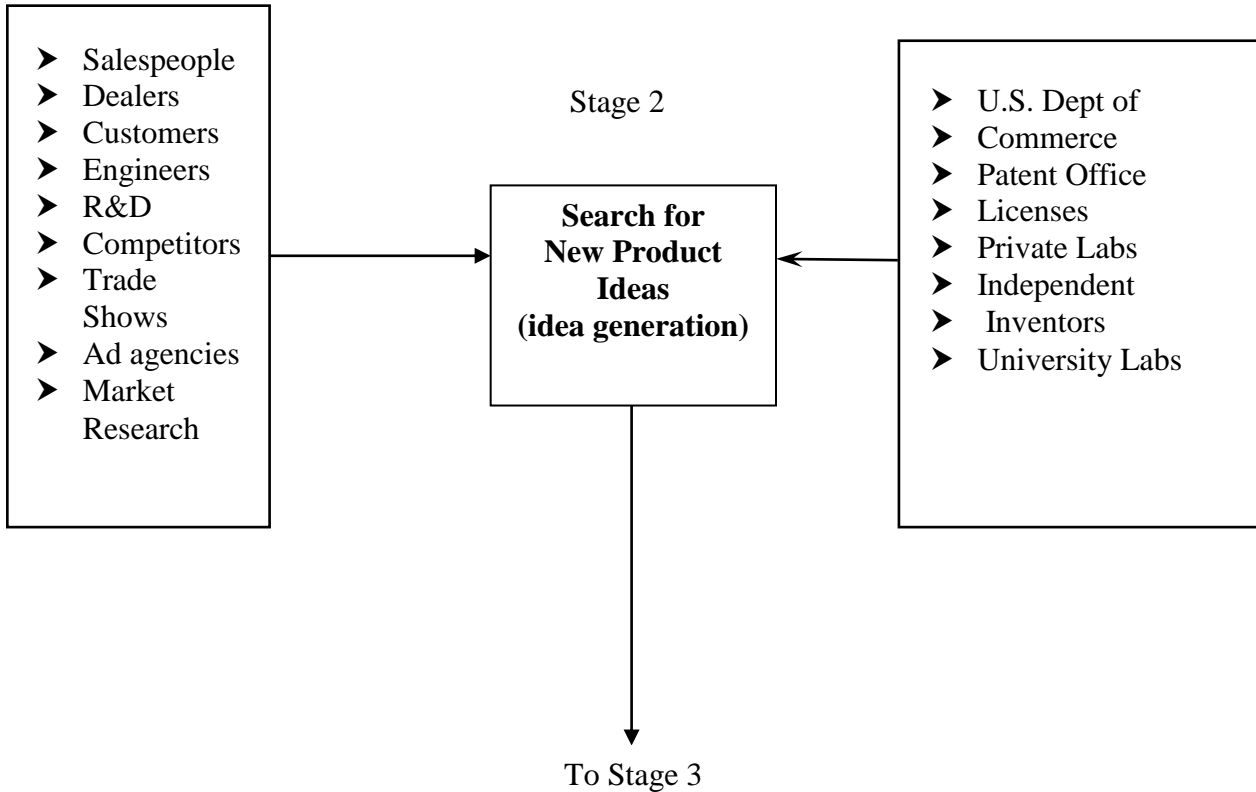 ➤ Salespeople
➤ Dealers
➤ Customers
➤ Engineers
➤ R&D
➤ Competitors
➤ Trade
Shows
➤ Ad agencies
➤ Market
Research
Stage 2
Search for
New Product
Ideas
(idea generation)
➤ U.S. Dept of
➤ Commerce
➤ Patent Office
➤ Licenses
➤ Private Labs
➤ Independent
➤ Inventors
➤ University Labs
To Stage 3